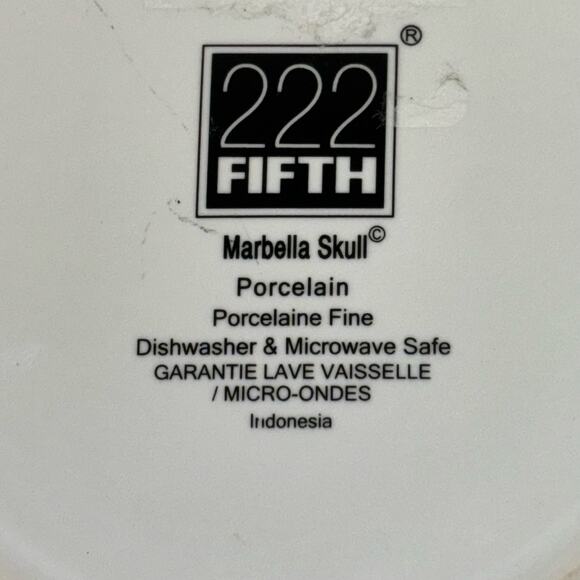 222
FIFTH
®
Marbella Skull©
Porcelain
Porcelaine Fine
Dishwasher & Microwave Safe
GARANTIE LAVE VAISSELLE
/ MICRO-ONDES
Indonesia